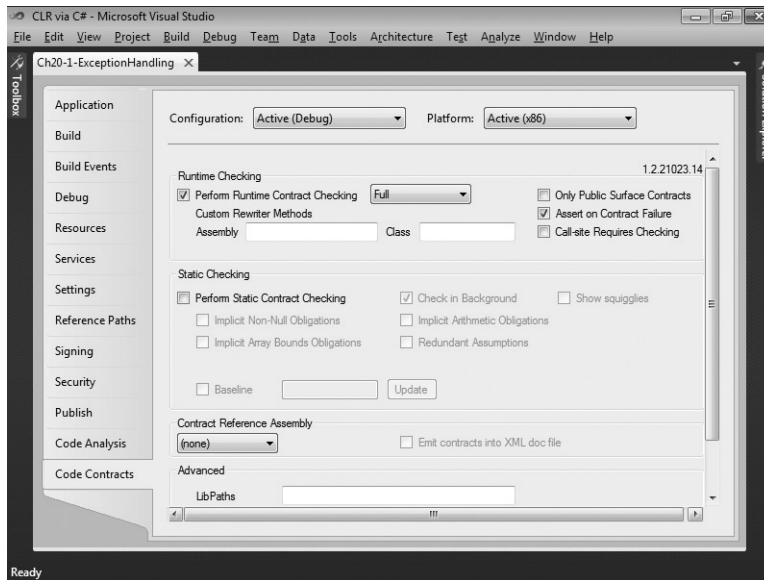 CLR via C# - Microsoft Visual Studio
File Edit View Project Build Debug Team Data Tools Architecture Test Analyze Window Help
Toolbox
Ch20-1-ExceptionHandling
Application
Build
Build Events
Debug
Resources
Services
Settings
Reference Paths
Signing
Security
Publish
Code Analysis
Code Contracts
Configuration: Active (Debug) Platform: Active (x86)
1.2.21023.14
Runtime Checking
Perform Runtime Contract Checking Full Only Public Surface Contracts
Custom Rewriter Methods Assert on Contract Failure
Assembly Class Call-site Requires Checking
Static Checking
Perform Static Contract Checking Check in Background Show squigglies
Implicit Non-Null Obligations Implicit Arithmetic Obligations
Implicit Array Bounds Obligations Redundant Assumptions
Baseline Update
Contract Reference Assembly
(none) Emit contracts into XML doc file
Advanced
LibPaths
Ready